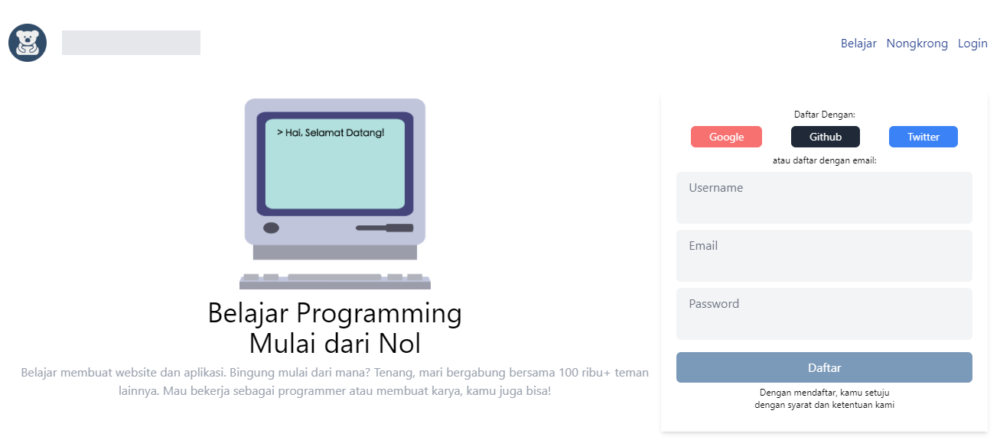 Belajar Nongkrong Login
> Hai, Selamat Datang!
Belajar Programming
Mulai dari Nol
Belajar membuat website dan aplikasi. Bingung mulai dari mana? Tenang, mari bergabung bersama 100 ribu+ teman
lainnya. Mau bekerja sebagai programmer atau membuat karya, kamu juga bisa!
Daftar Dengan:
Google Github Twitter
atau daftar dengan email:
Username
Email
Password
Daftar
Dengan mendaftar, kamu setuju
dengan syarat dan ketentuan kami